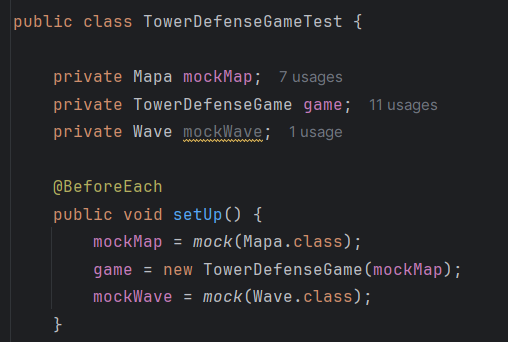 public class TowerDefenseGameTest {
private Mapa mockMap; 7 usages
private TowerDefenseGame game; 11 usages
private Wave mockWave; 1 usage
@BeforeEach
public void setUp() {
mockMap = mock(Mapa.class);
game = new TowerDefenseGame(mockMap);
mockWave = mock(Wave.class);
}